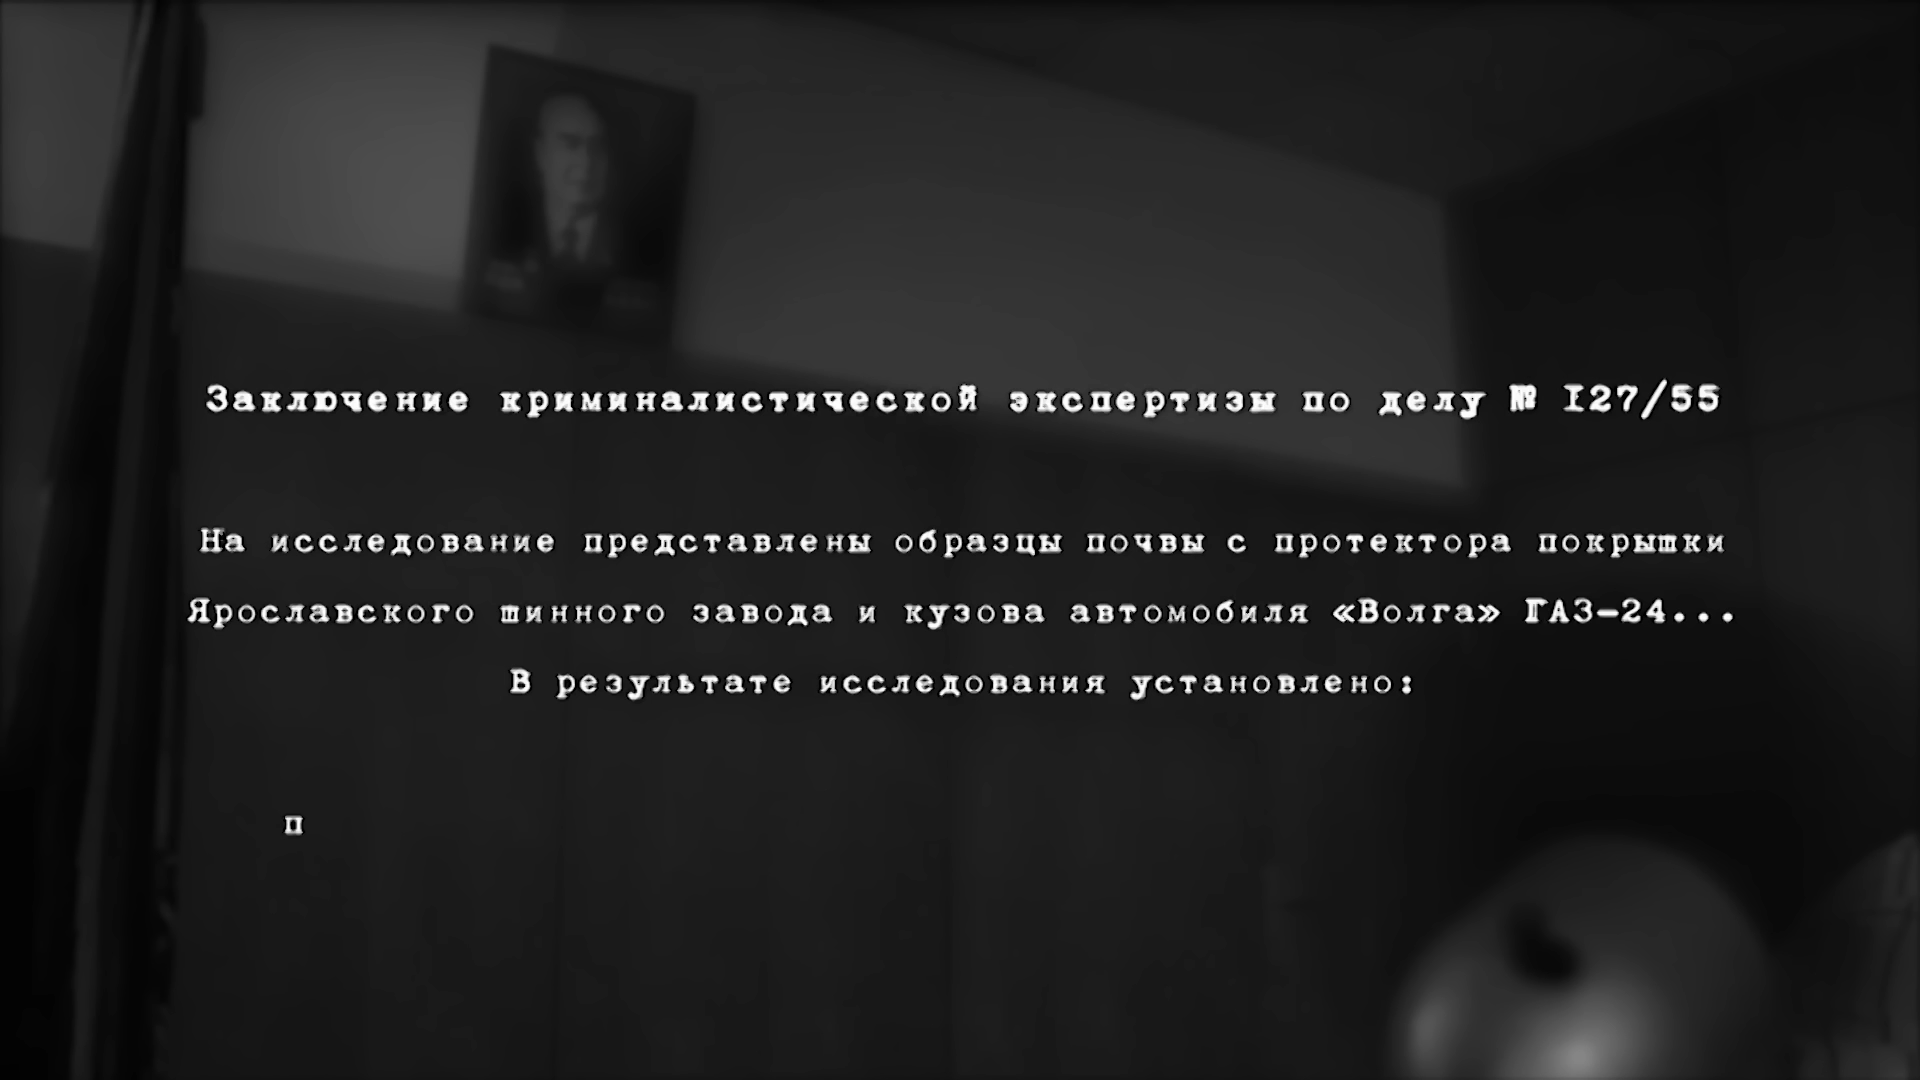 Заключение криминалистической экспертизы по делу № I27/55
На исследование представлены образцы почвы с протектора покрышки
Ярославского шинного завода и кузова автомобиля «Волга» ГАЗ-24...
В результате исследования установлено:
п